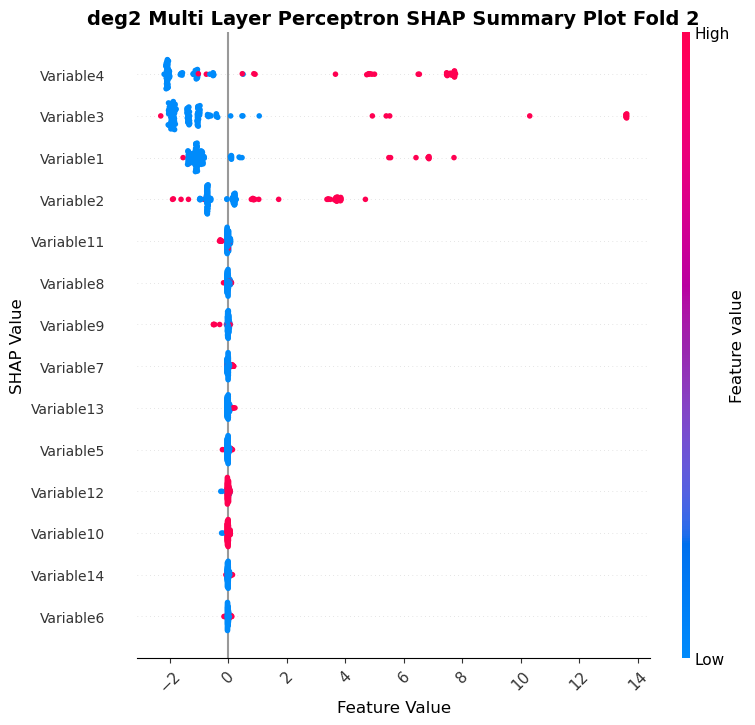 deg2 Multi Layer Perceptron SHAP Summary Plot Fold 2
High
Variable4
Variable3
Variable1
Variable2
Variable11
Variable8
Variable9
Variable7
Variable13
Variable5
Variable12
Variable10
Variable14
Variable6
SHAP Value
Feature value
Low
−2
0
2
4
6
8
10
12
14
Feature Value